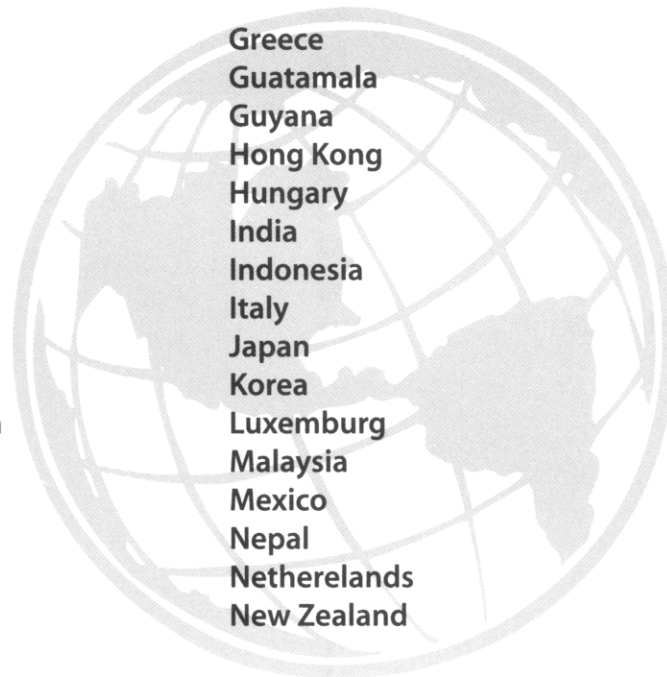 Greece
Guatamala
Guyana
Hong Kong
Hungary
India
Indonesia
Italy
Japan
Korea
Luxemburg
Malaysia
Mexico
Nepal
Netherelands
New Zealand